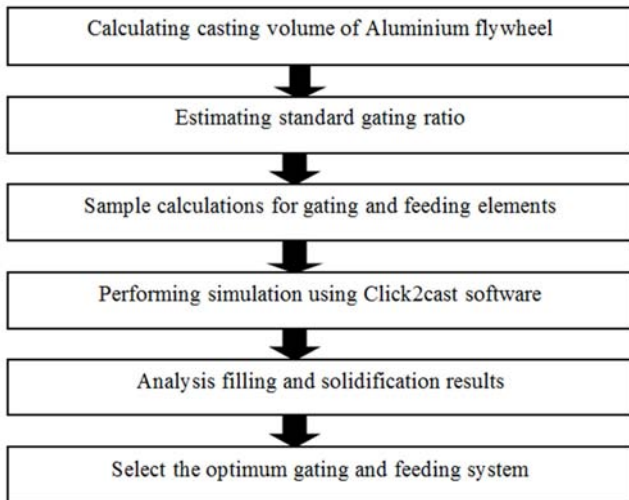 Calculating casting volume of Aluminium flywheel
Estimating standard gating ratio
Sample calculations for gating and feeding elements
Performing simulation using Click2cast software
Analysis filling and solidification results
Select the optimum gating and feeding system